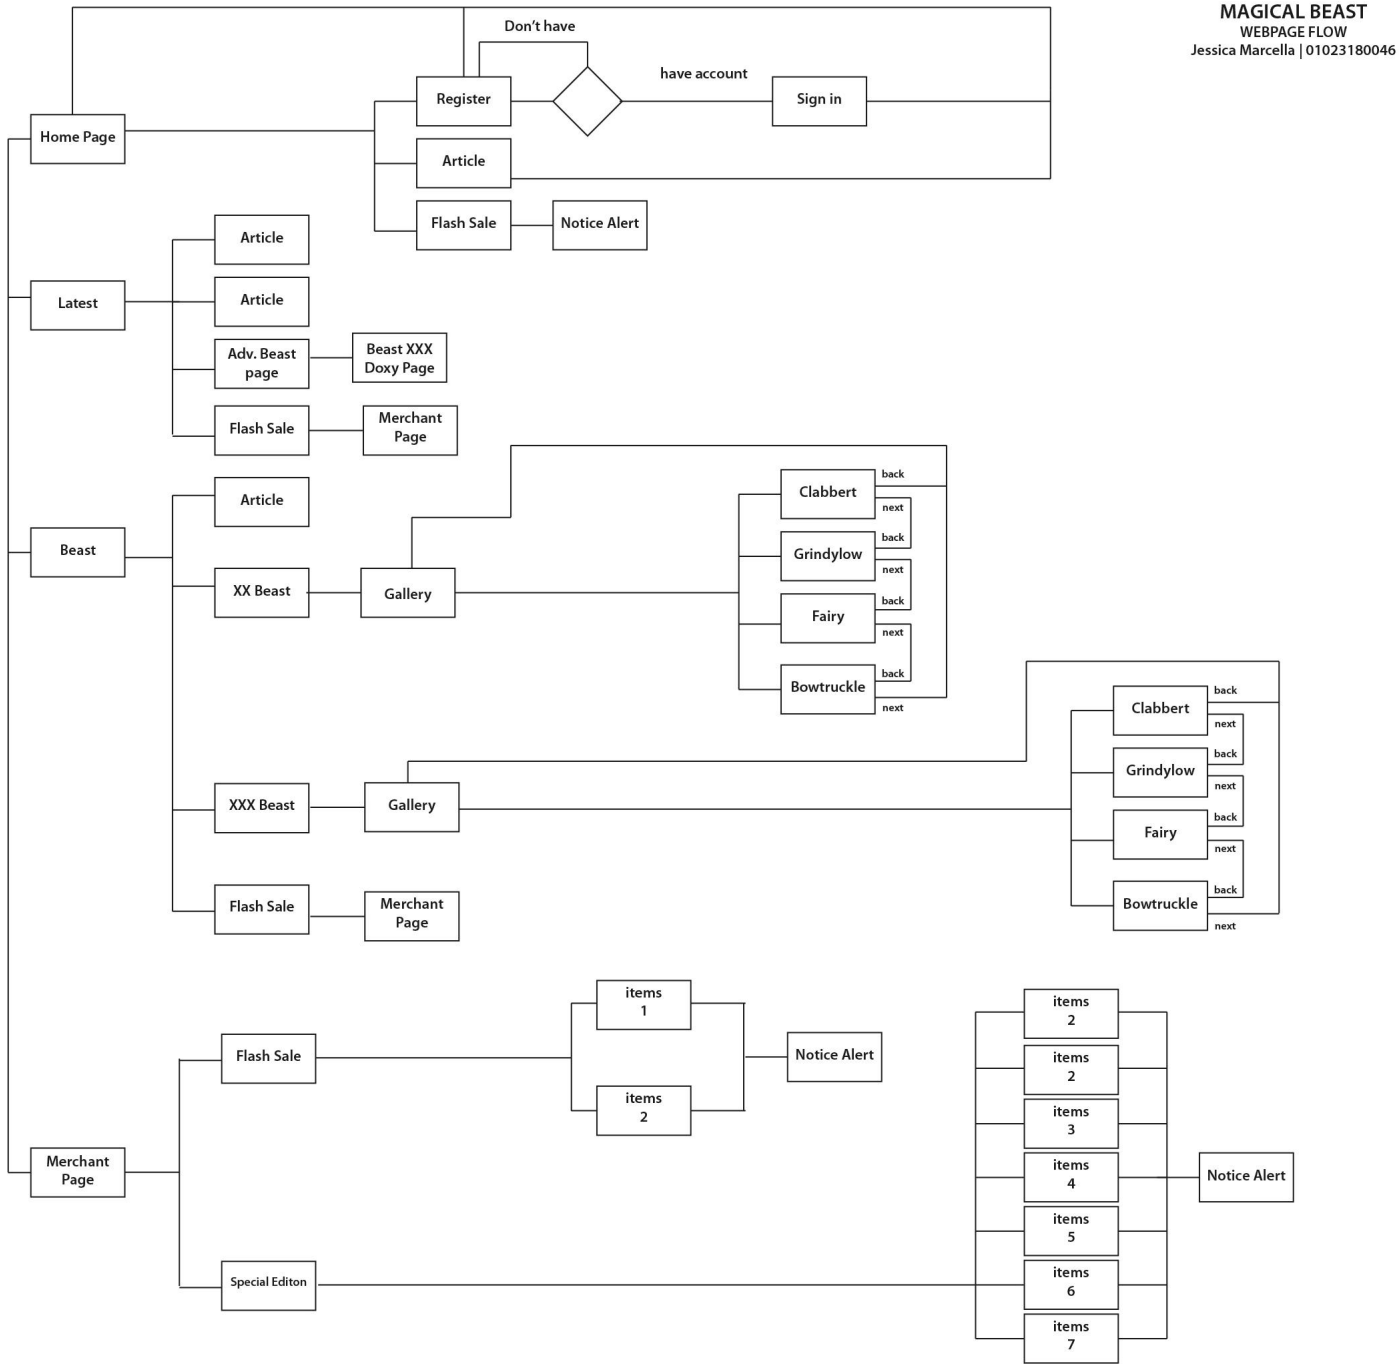 MAGICAL BEAST
WEBPAGE FLOW
Jessica Marcella | 01023180046
Don't have
have account
Register
Sign in
Home Page
Article
Flash Sale
Notice Alert
Article
Latest
Article
Adv. Beast
page
Beast XXX
Doxy Page
Flash Sale
Merchant
Page
Article
Beast
XX Beast
Gallery
Clabbert
back
next
Grindylow
back
next
Fairy
back
next
Bowtruckle
back
next
XXX Beast
Gallery
Clabbert
back
next
Grindylow
back
next
Fairy
back
next
Bowtruckle
back
next
Flash Sale
Merchant
Page
Merchant
Page
Flash Sale
items
1
items
2
Notice Alert
Special Editon
items
2
items
2
items
3
items
4
items
5
items
6
items
7
Notice Alert